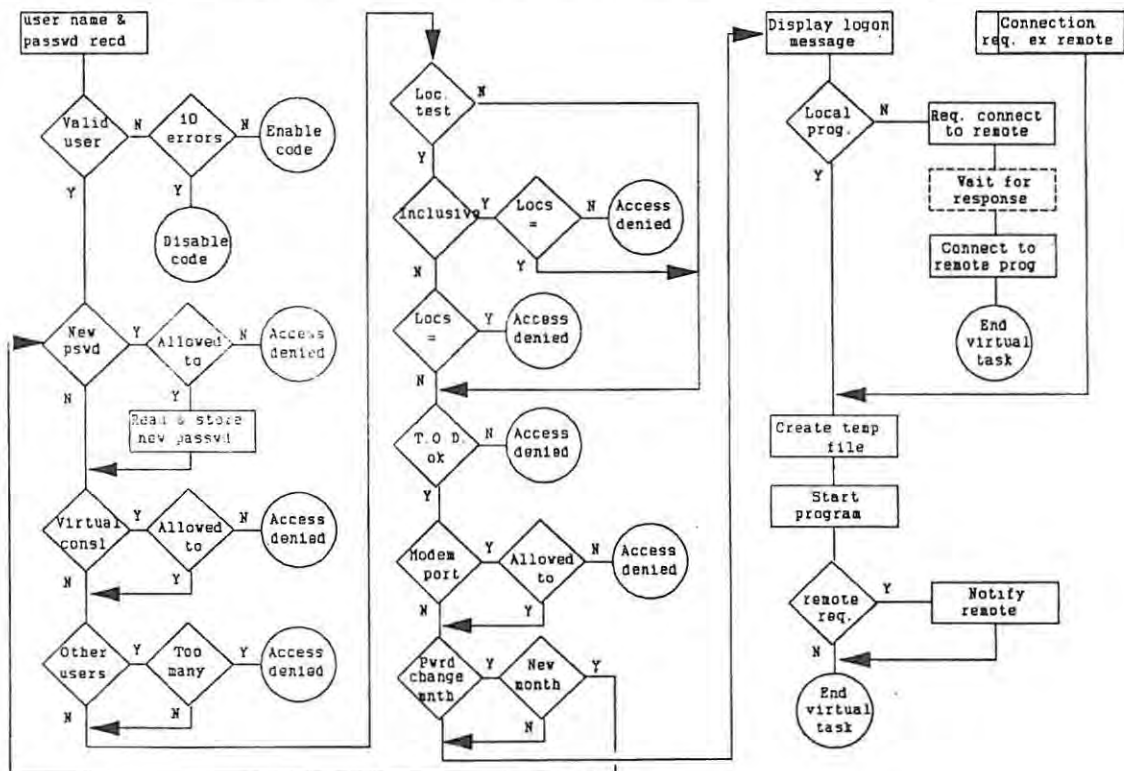 user name &
passwd recd
Valid
user
N
10
errors
N
Enable
code
Y
Y
Disable
code
New
pswd
Y
Allowed
to
N
Access
denied
N
Y
Read & store
new passwd
Virtual
consl
Y
Allowed
to
N
Access
denied
N
Y
Other
users
Y
Too
many
Y
Access
denied
N
N
Loc.
test
N
Y
Inclusive
Y
Locs
=
N
Access
denied
N
Y
Locs
=
Y
Access
denied
N
T.O.D.
ok
N
Access
denied
Y
Modem
port
Y
Allowed
to
N
Access
denied
N
Y
Pwrd
change
mnth
Y
New
month
Y
Y
N
Display logon
message
Connection
req. ex remote
Local
prog.
N
Req. connect
to remote
Y
Wait for
response
Connect to
remote prog
End
virtual
task
Create temp
file
Start
program
remote
req.
Y
Notify
remote
N
End
virtual
task